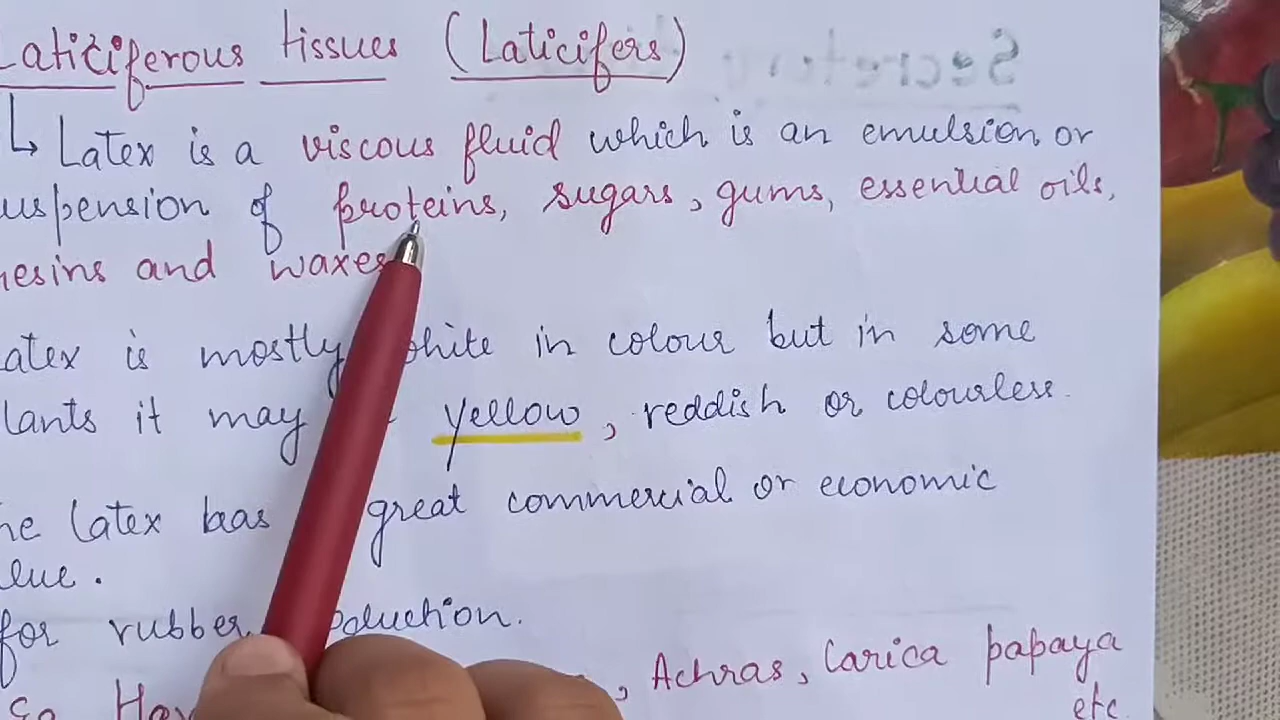 Laticiferous tissues (Laticifers)
↳ Latex is a viscous fluid which is an emulsion or
uspension of proteins, sugars, gums, essential oils,
resins and waxes
atex is mostly white in colour but in some
lants it may yellow, reddish or colourless.
he latex has great commercial or economic
lue.
for rubber production.
Achras, Carica papaya
etc.